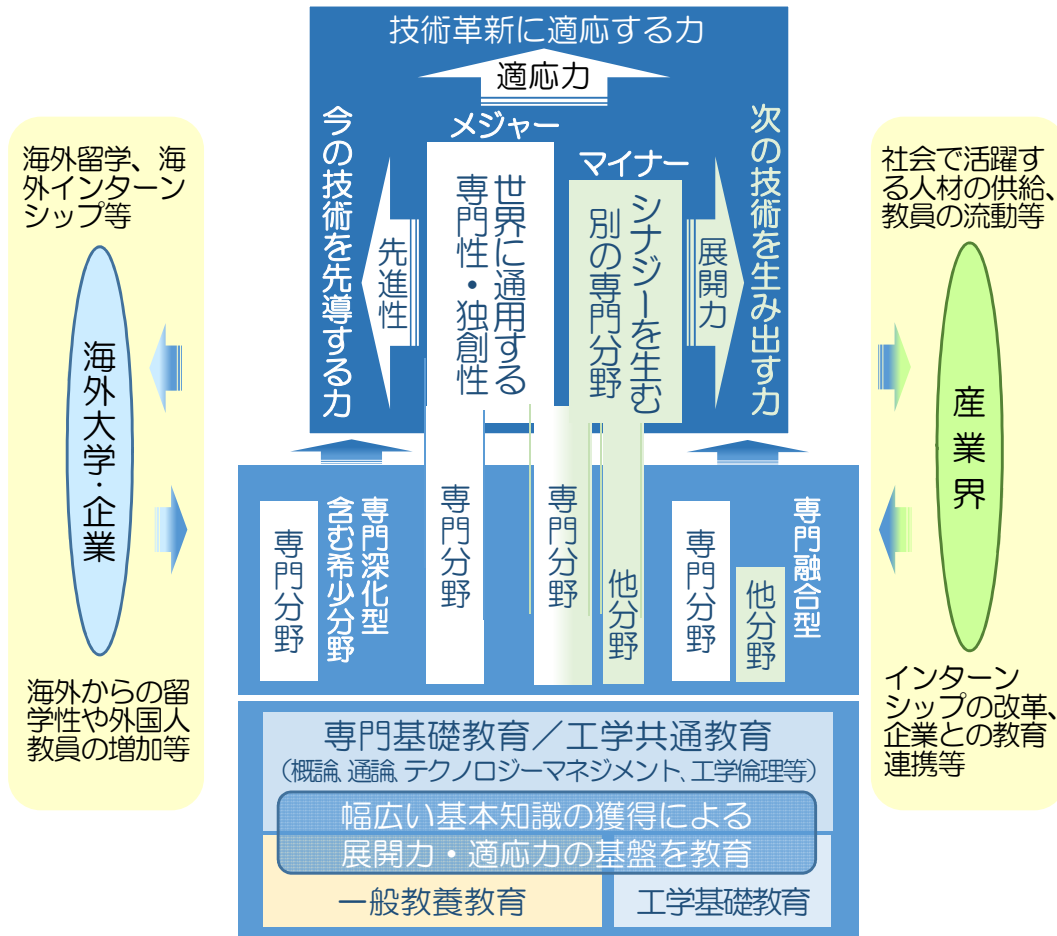 技術革新に適応する力
適応力
メジャー
マイナー
今の技術を先導する力
先進性
世界に通用する
専門性・独創性
シナジーを生む
別の専門分野
展開力
次の技術を生み出す力
海外留学、海
外インターン
シップ等
海外大学・企業
海外からの留
学性や外国人
教員の増加等
社会で活躍す
る人材の供給、
教員の流動等
産業界
インターン
シップの改革、
企業との教育
連携等
専門分野
専門深化型
含む希少分野
専門分野
専門分野
他分野
専門分野
他分野
専門融合型
専門基礎教育／工学共通教育
（概論、通論、テクノロジーマネジメント、工学倫理等）
幅広い基本知識の獲得による
展開力・適応力の基盤を教育
一般教養教育
工学基礎教育